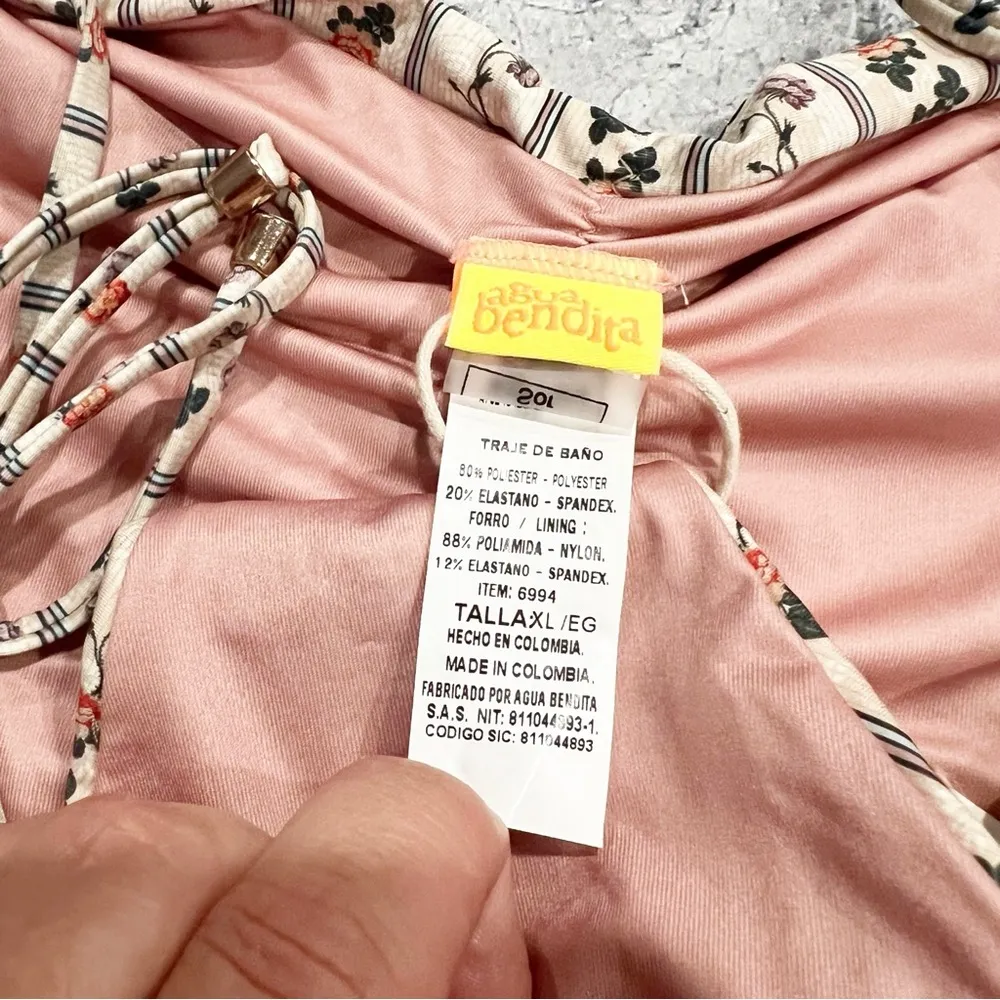 agua
bendita
TRAJE DE BAÑO
80% POLIESTER - POLYESTER
20% ELASTANO - SPANDEX.
FORRO / LINING :
88% POLIAMIDA - NYLON.
12% ELASTANO - SPANDEX.
ITEM: 6994
TALLA:XL /EG
HECHO EN COLOMBIA.
MADE IN COLOMBIA.
FABRICADO POR AGUA BENDITA
S.A.S. NIT: 811044893-1.
CODIGO SIC: 811044893